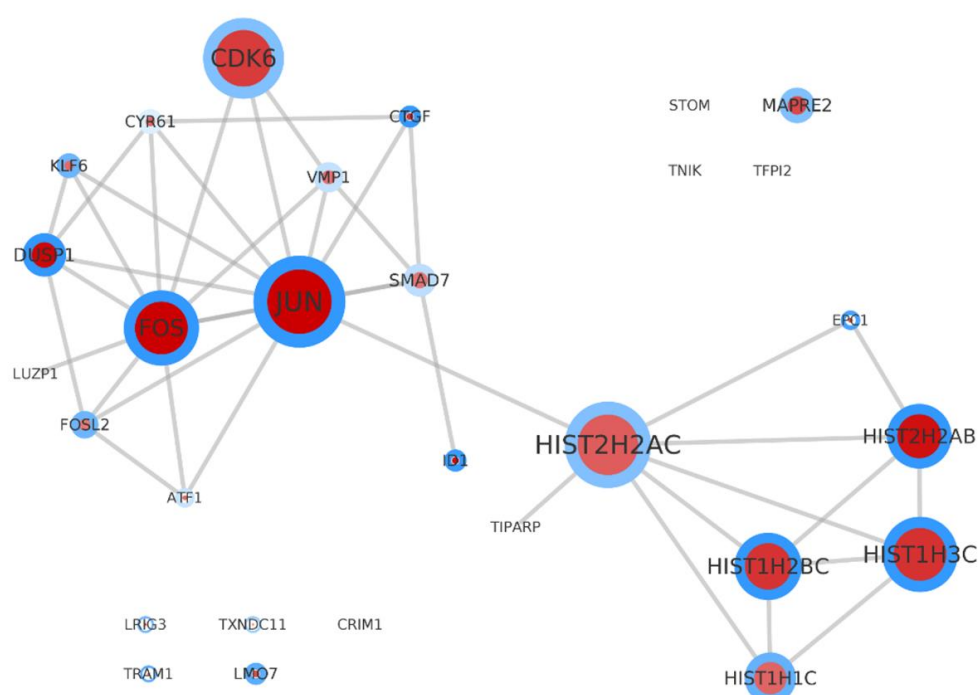 CDK6
STOM
MAPRE2
CYR61
CTGF
KLF6
VMP1
TNIK
TFPI2
DUSP1
SMAD7
JUN
FOS
EPC1
LUZP1
FOSL2
HIST2H2AC
HIST2H2AB
ID1
ATF1
TIPARP
HIST1H2BC
HIST1H3C
LRIG3
TXNDC11
CRIM1
TRAM1
LMO7
HIST1H1C